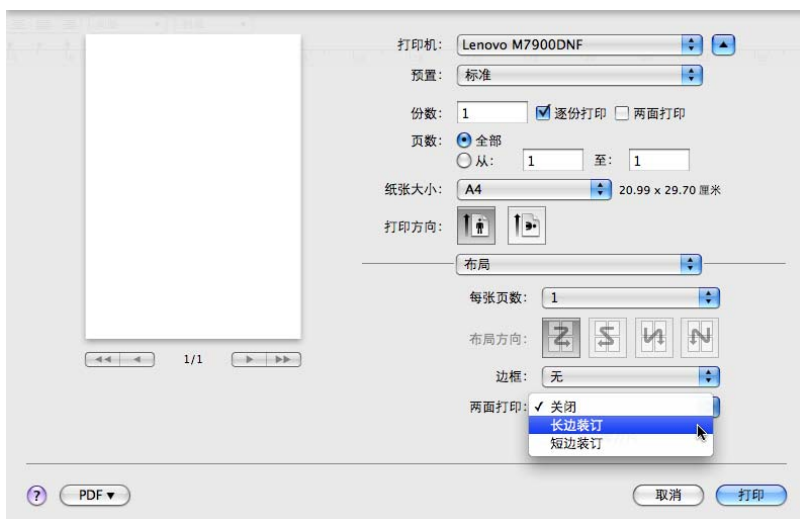 打印机: Lenovo M7900DNF
预置: 标准
份数: 1 逐份打印 两面打印
页数: 全部
从: 1 至: 1
纸张大小: A4 20.99 x 29.70 厘米
打印方向:
布局
每张页数: 1
布局方向:
1/1
边框: 无
两面打印: ✓ 关闭
长边装订
短边装订
? PDF▼ 取消 打印